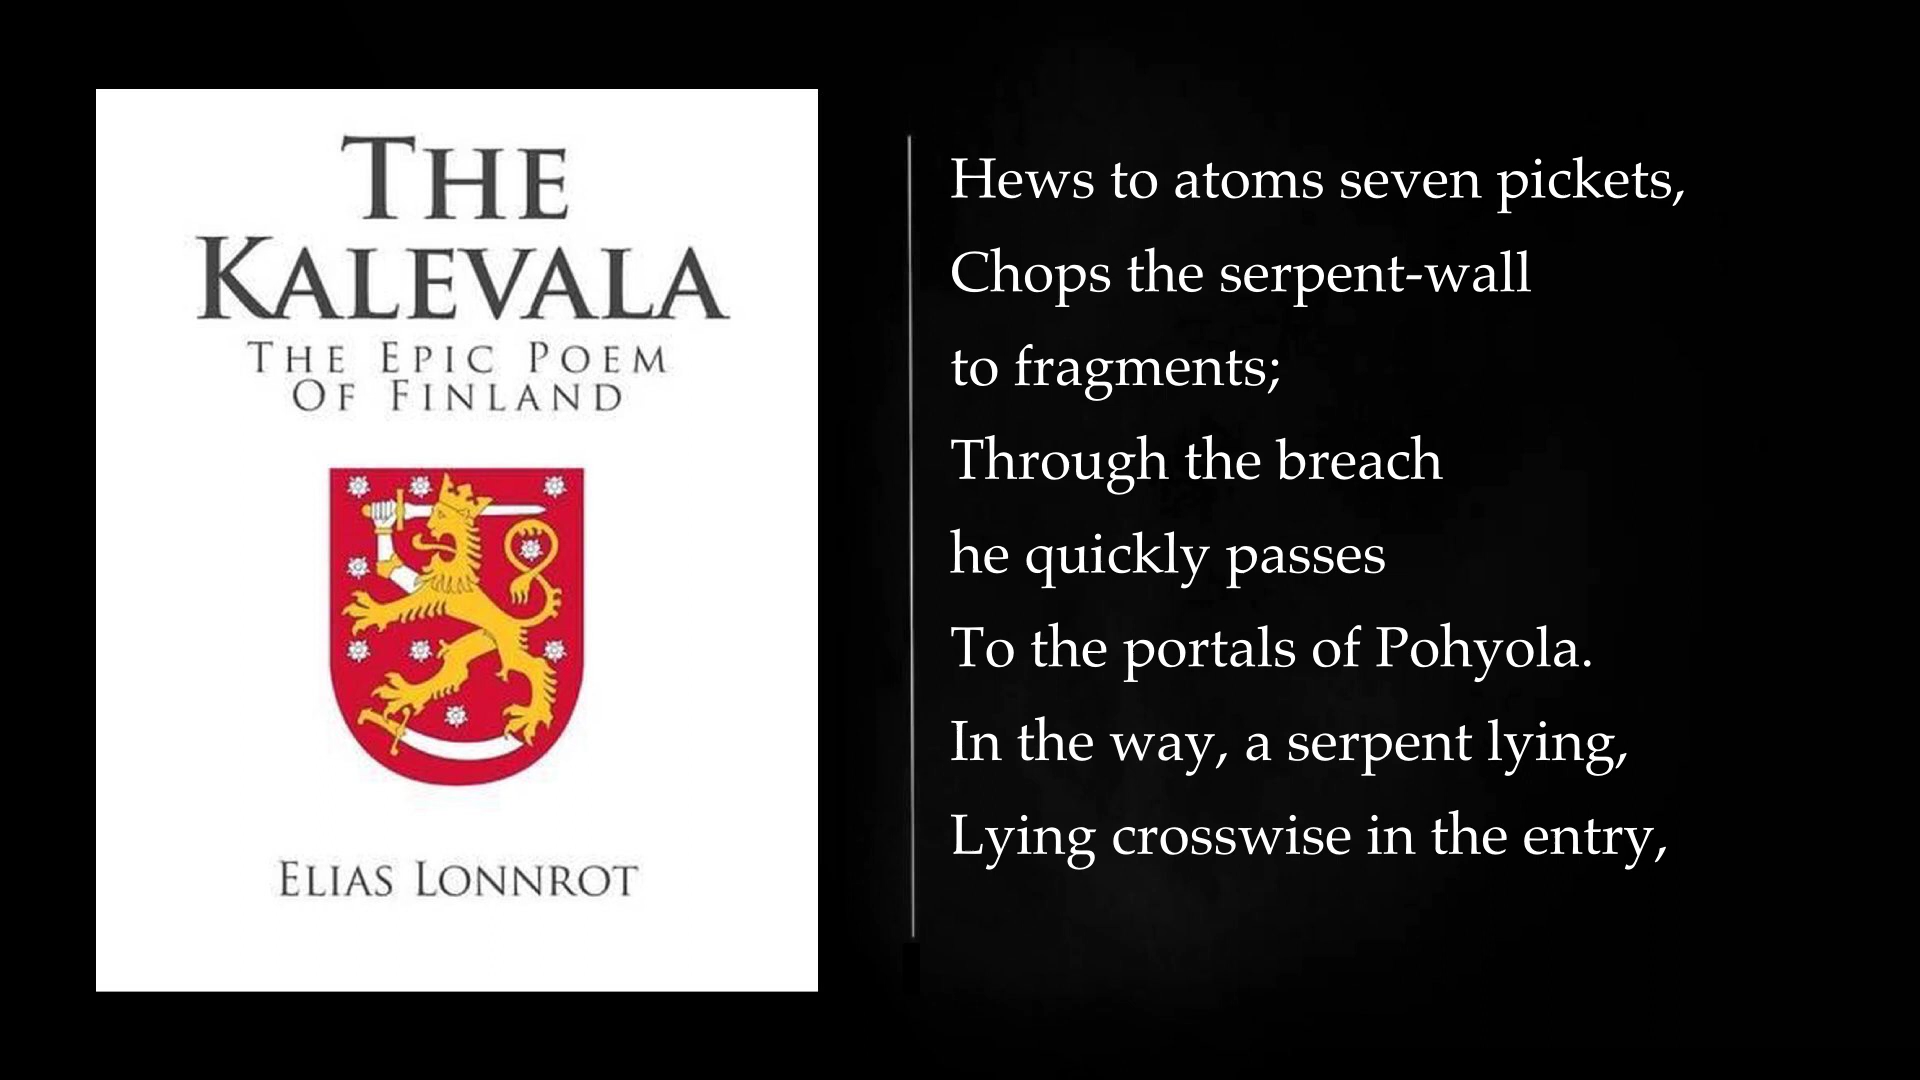 THE
KALEVALA
THE EPIC POEM
OF FINLAND
ELIAS LONNROT
Hews to atoms seven pickets,
Chops the serpent-wall
to fragments;
Through the breach
he quickly passes
To the portals of Pohyola.
In the way, a serpent lying,
Lying crosswise in the entry,